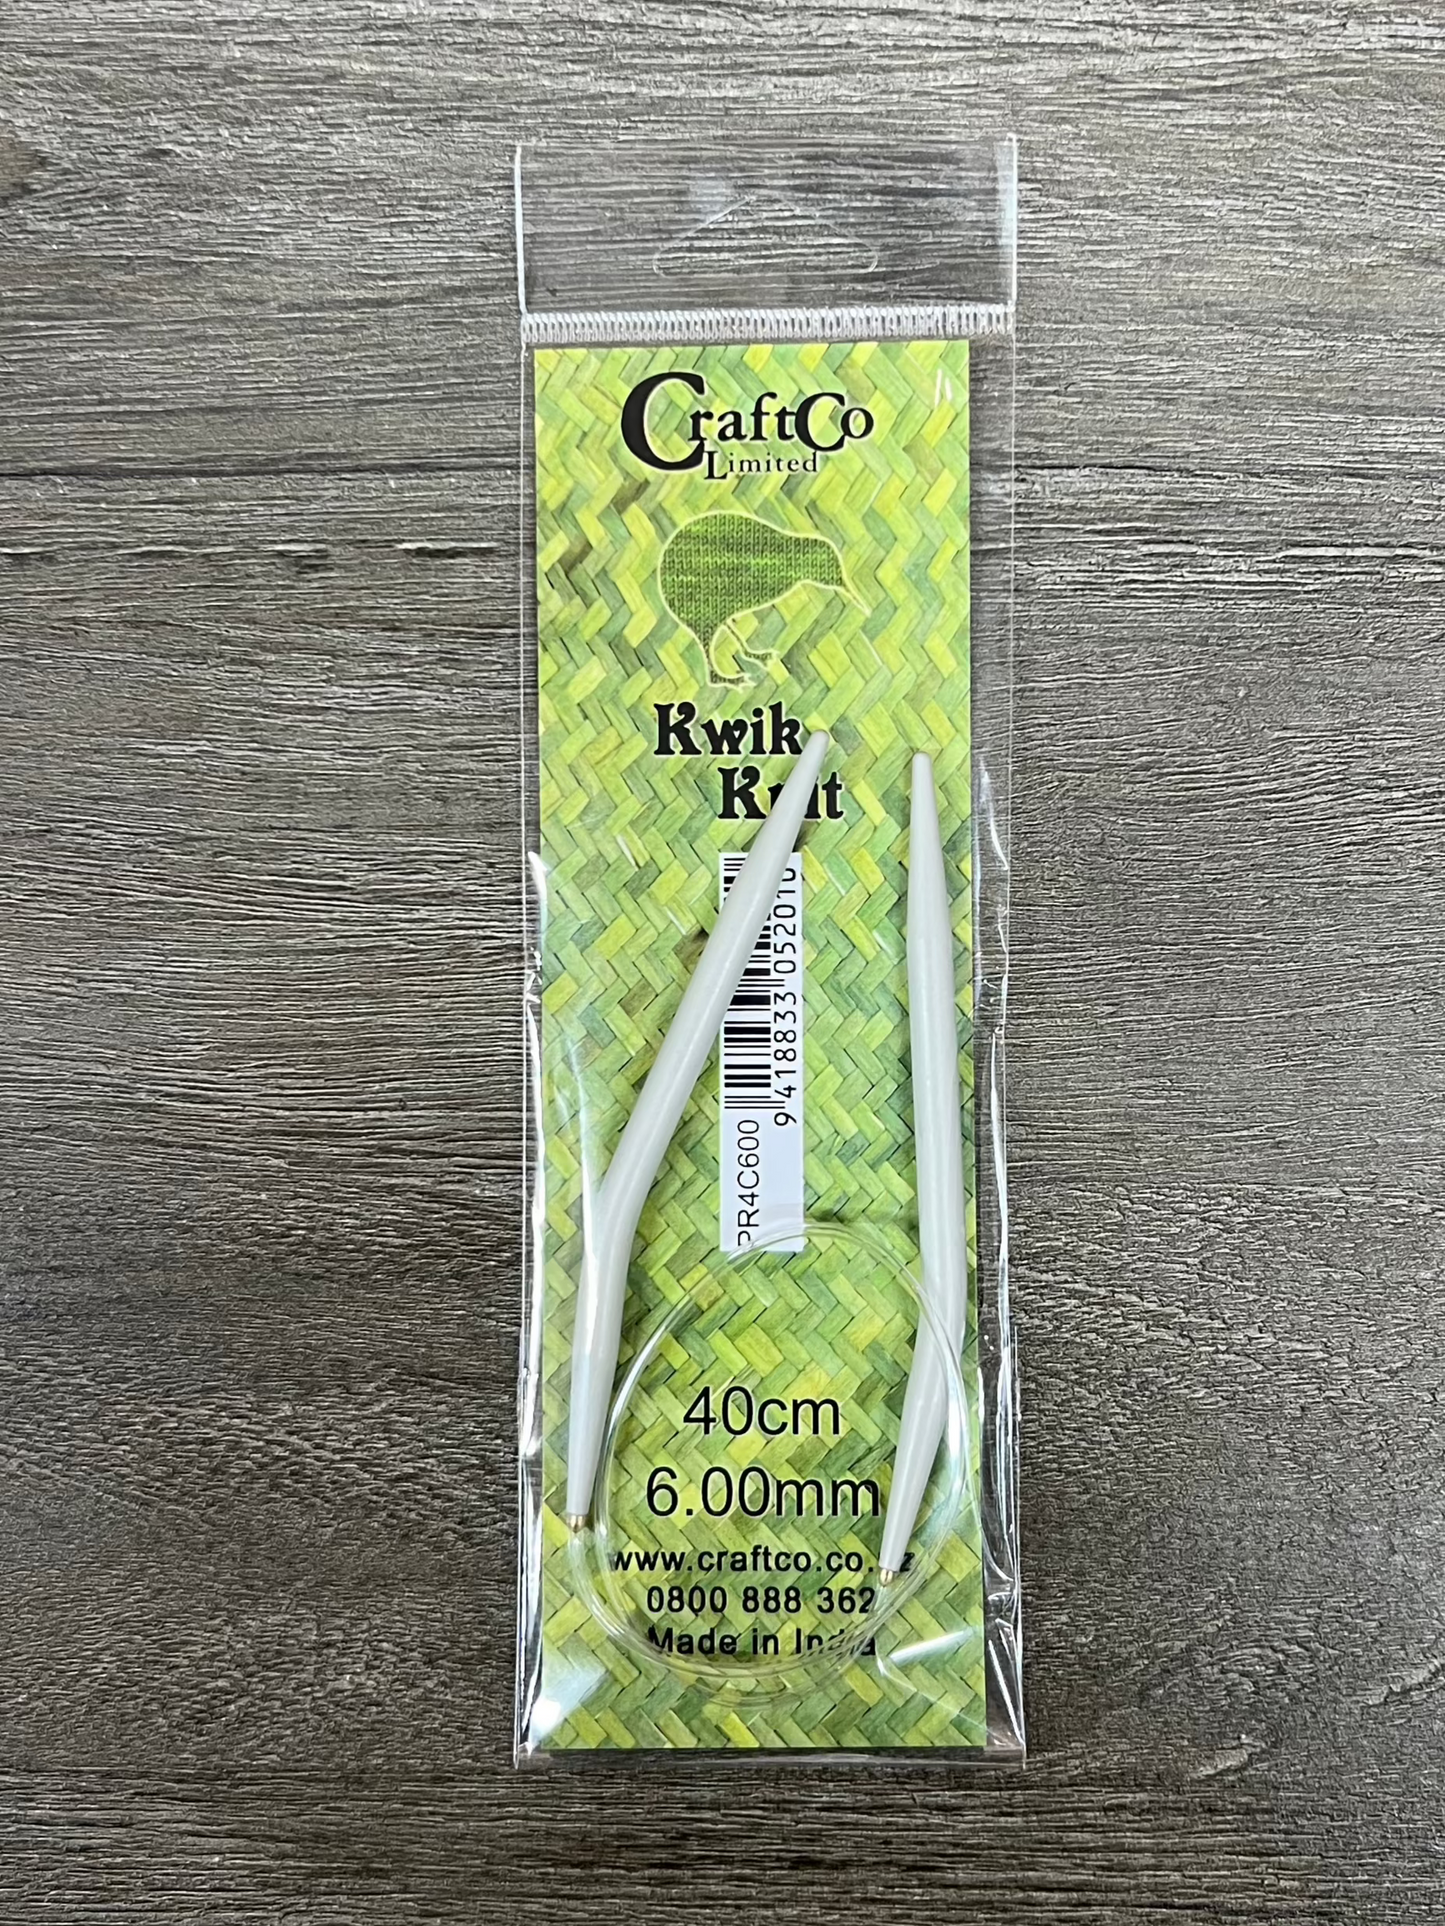 CraftCo
Limited
Kwik
Knit
9 418833 052010
PR4C600
40cm
6.00mm
www.craftco.co.nz
0800 888 362
Made in India